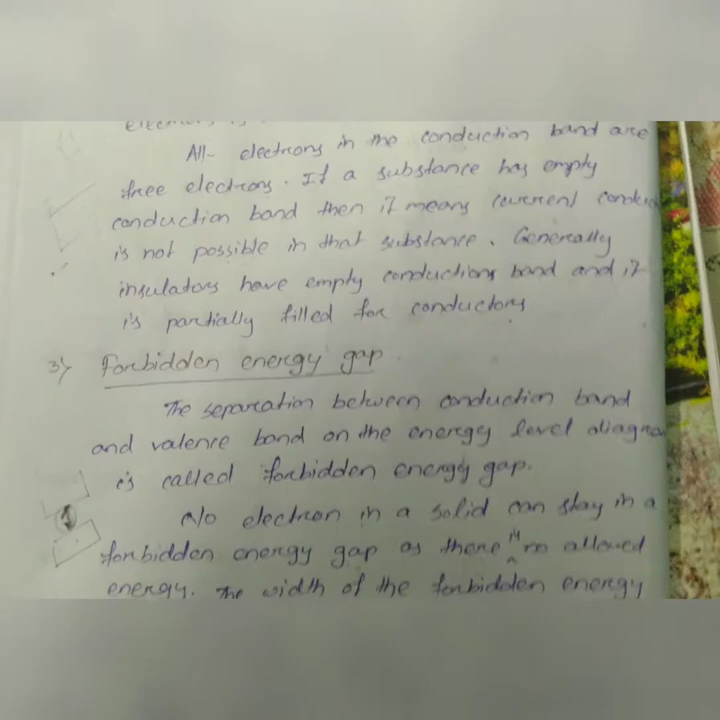 All electrons in the conduction band are
free electrons. If a substance has empty
conduction band then it means current conduc
is not possible in that substance. Generally
insulators have empty conductions band and it
is partially filled for conductors
3) Forbidden energy gap.
The separation between conduction band
and valence band on the energy level diagra
is called forbidden energy gap.
No electron in a solid can stay in a
forbidden energy gap as there is no allowed
energy. The width of the forbidden energy